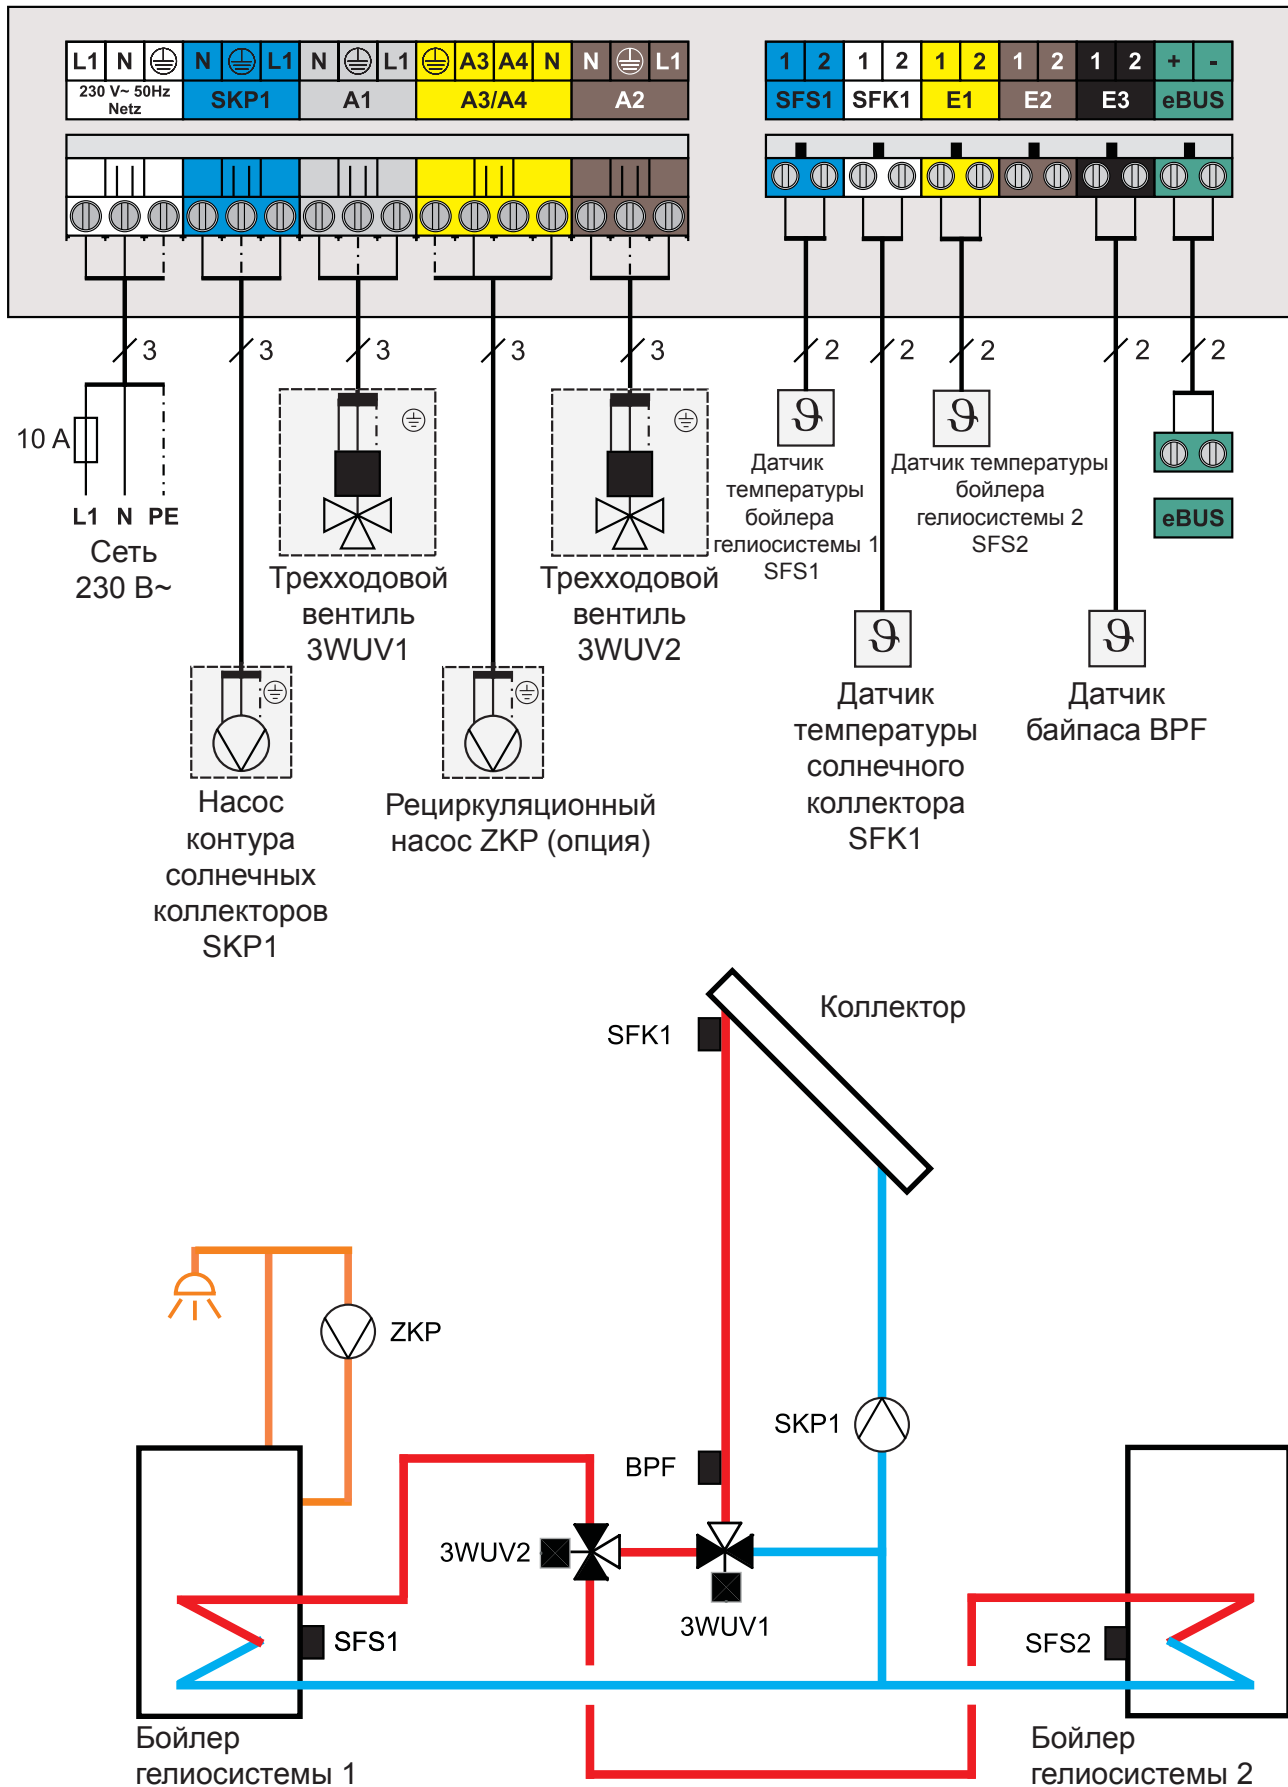 L1 N N L1 N L1 A3 A4 N N L1 1 2 1 2 1 2 1 2 1 2 + -
230 V~ 50Hz
Netz
SKP1 A1 A3/A4 A2 SFS1 SFK1 E1 E2 E3 eBUS
3 3 3 3 3 2 2 2 2 2
10 A
L1 N PE
Сеть
230 В~
Трехходовой
вентиль
3WUV1
Трехходовой
вентиль
3WUV2
ϑ
Датчик
температуры
бойлера
гелиосистемы 1
SFS1
ϑ
Датчик температуры
бойлера
гелиосистемы 2
SFS2
eBUS
Насос
контура
солнечных
коллекторов
SKP1
Рециркуляционный
насос ZKP (опция)
ϑ
Датчик
температуры
солнечного
коллектора
SFK1
ϑ
Датчик
байпаса BPF
Коллектор
SFK1
ZKP
SKP1
BPF
3WUV2
3WUV1
SFS1
SFS2
Бойлер
гелиосистемы 1
Бойлер
гелиосистемы 2